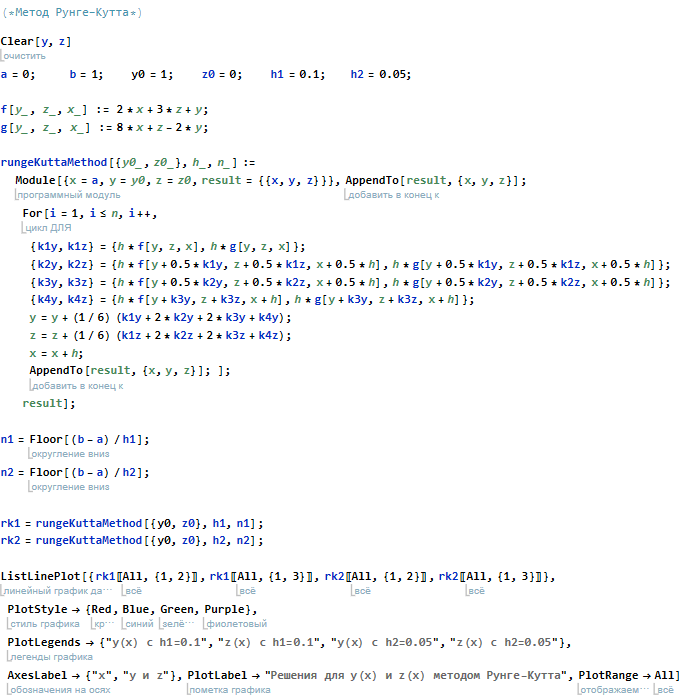 (*Метод Рунге-Кутта*)
Clear[y, z]
очистить
a = 0; b = 1; y0 = 1; z0 = 0; h1 = 0.1; h2 = 0.05;
f[y_, z_, x_] := 2 * x + 3 * z + y;
g[y_, z_, x_] := 8 * x + z - 2 * y;
rungeKuttaMethod[{y0_, z0_}, h_, n_] :=
Module[{x = a, y = y0, z = z0, result = {{x, y, z}}}, AppendTo[result, {x, y, z}];
программный модуль добавить в конец к
For[i = 1, i ≤ n, i++,
цикл ДЛЯ
{k1y, k1z} = {h * f[y, z, x], h * g[y, z, x]};
{k2y, k2z} = {h * f[y + 0.5 * k1y, z + 0.5 * k1z, x + 0.5 * h], h * g[y + 0.5 * k1y, z + 0.5 * k1z, x + 0.5 * h]};
{k3y, k3z} = {h * f[y + 0.5 * k2y, z + 0.5 * k2z, x + 0.5 * h], h * g[y + 0.5 * k2y, z + 0.5 * k2z, x + 0.5 * h]};
{k4y, k4z} = {h * f[y + k3y, z + k3z, x + h], h * g[y + k3y, z + k3z, x + h]};
y = y + (1 / 6) (k1y + 2 * k2y + 2 * k3y + k4y);
z = z + (1 / 6) (k1z + 2 * k2z + 2 * k3z + k4z);
x = x + h;
AppendTo[result, {x, y, z}]; ];
добавить в конец к
result];
n1 = Floor[(b - a) / h1];
округление вниз
n2 = Floor[(b - a) / h2];
округление вниз
rk1 = rungeKuttaMethod[{y0, z0}, h1, n1];
rk2 = rungeKuttaMethod[{y0, z0}, h2, n2];
ListLinePlot[{rk1〚All, {1, 2}〛, rk1〚All, {1, 3}〛, rk2〚All, {1, 2}〛, rk2〚All, {1, 3}〛},
линейный график да⋯ всё всё всё всё
PlotStyle → {Red, Blue, Green, Purple},
стиль графика кр⋯ синий зелё⋯ фиолетовый
PlotLegends → {"y(x) с h1=0.1", "z(x) с h1=0.1", "y(x) с h2=0.05", "z(x) с h2=0.05"},
легенды графика
AxesLabel → {"x", "y и z"}, PlotLabel → "Решения для y(x) и z(x) методом Рунге-Кутта", PlotRange → All]
обозначения на осях пометка графика отображаем⋯ всё